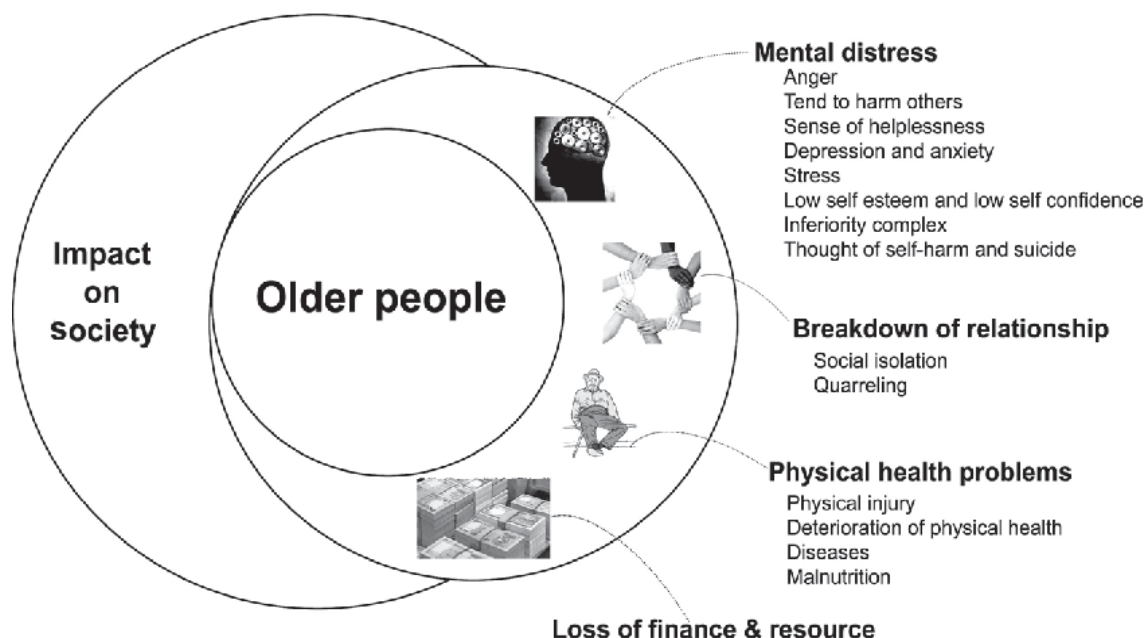 Impact
on
society
Older people
Mental distress
Anger
Tend to harm others
Sense of helplessness
Depression and anxiety
Stress
Low self esteem and low self confidence
Inferiority complex
Thought of self-harm and suicide
Breakdown of relationship
Social isolation
Quarreling
Physical health problems
Physical injury
Deterioration of physical health
Diseases
Malnutrition
Loss of finance & resource